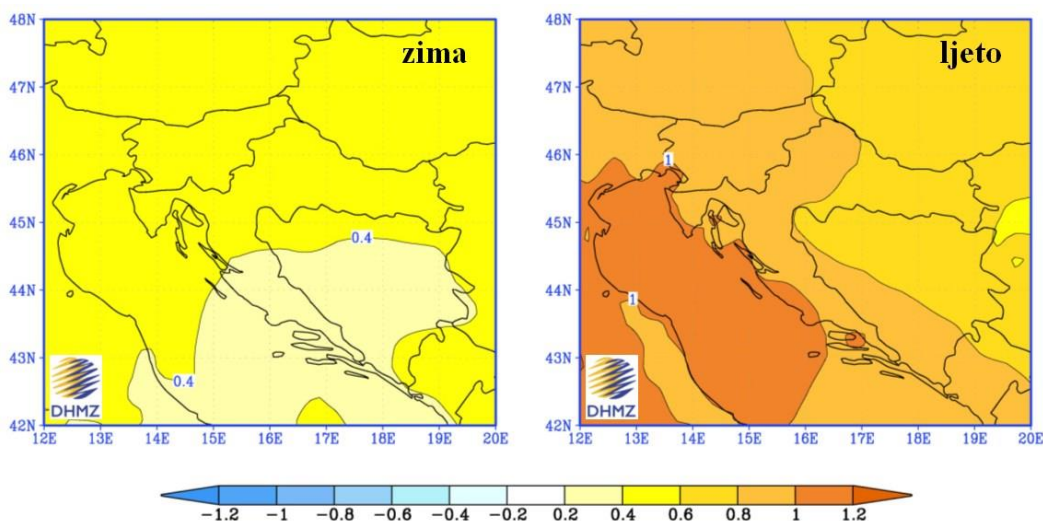 zima
48N
47N
46N
45N
44N
43N
42N
0.4
0.4
DHMZ
12E 13E 14E 15E 16E 17E 18E 19E 20E
ljeto
48N
47N
46N
45N
44N
43N
42N
1
1
DHMZ
12E 13E 14E 15E 16E 17E 18E 19E 20E
−1.2 −1 −0.8 −0.6 −0.4 −0.2 0.2 0.4 0.6 0.8 1 1.2